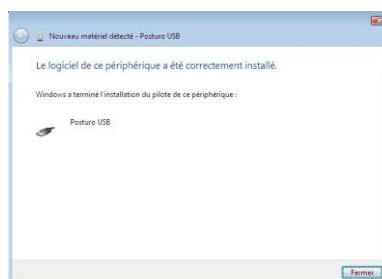 Nouveau matériel détecté - Posturo USB
Le logiciel de ce périphérique a été correctement installé.
Windows a terminé l'installation du pilote de ce périphérique :
Posturo USB
Fermer